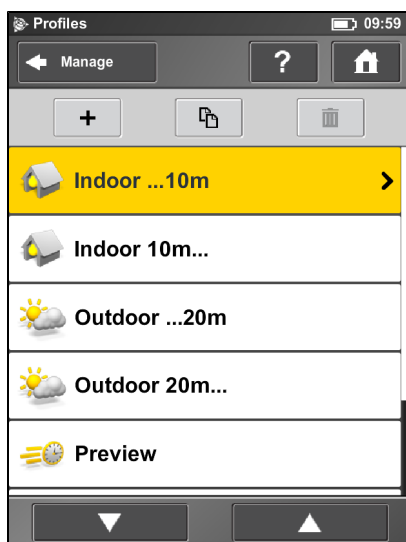 Profiles 09:59
Manage ?
+
Indoor ...10m
Indoor 10m...
Outdoor ...20m
Outdoor 20m...
Preview